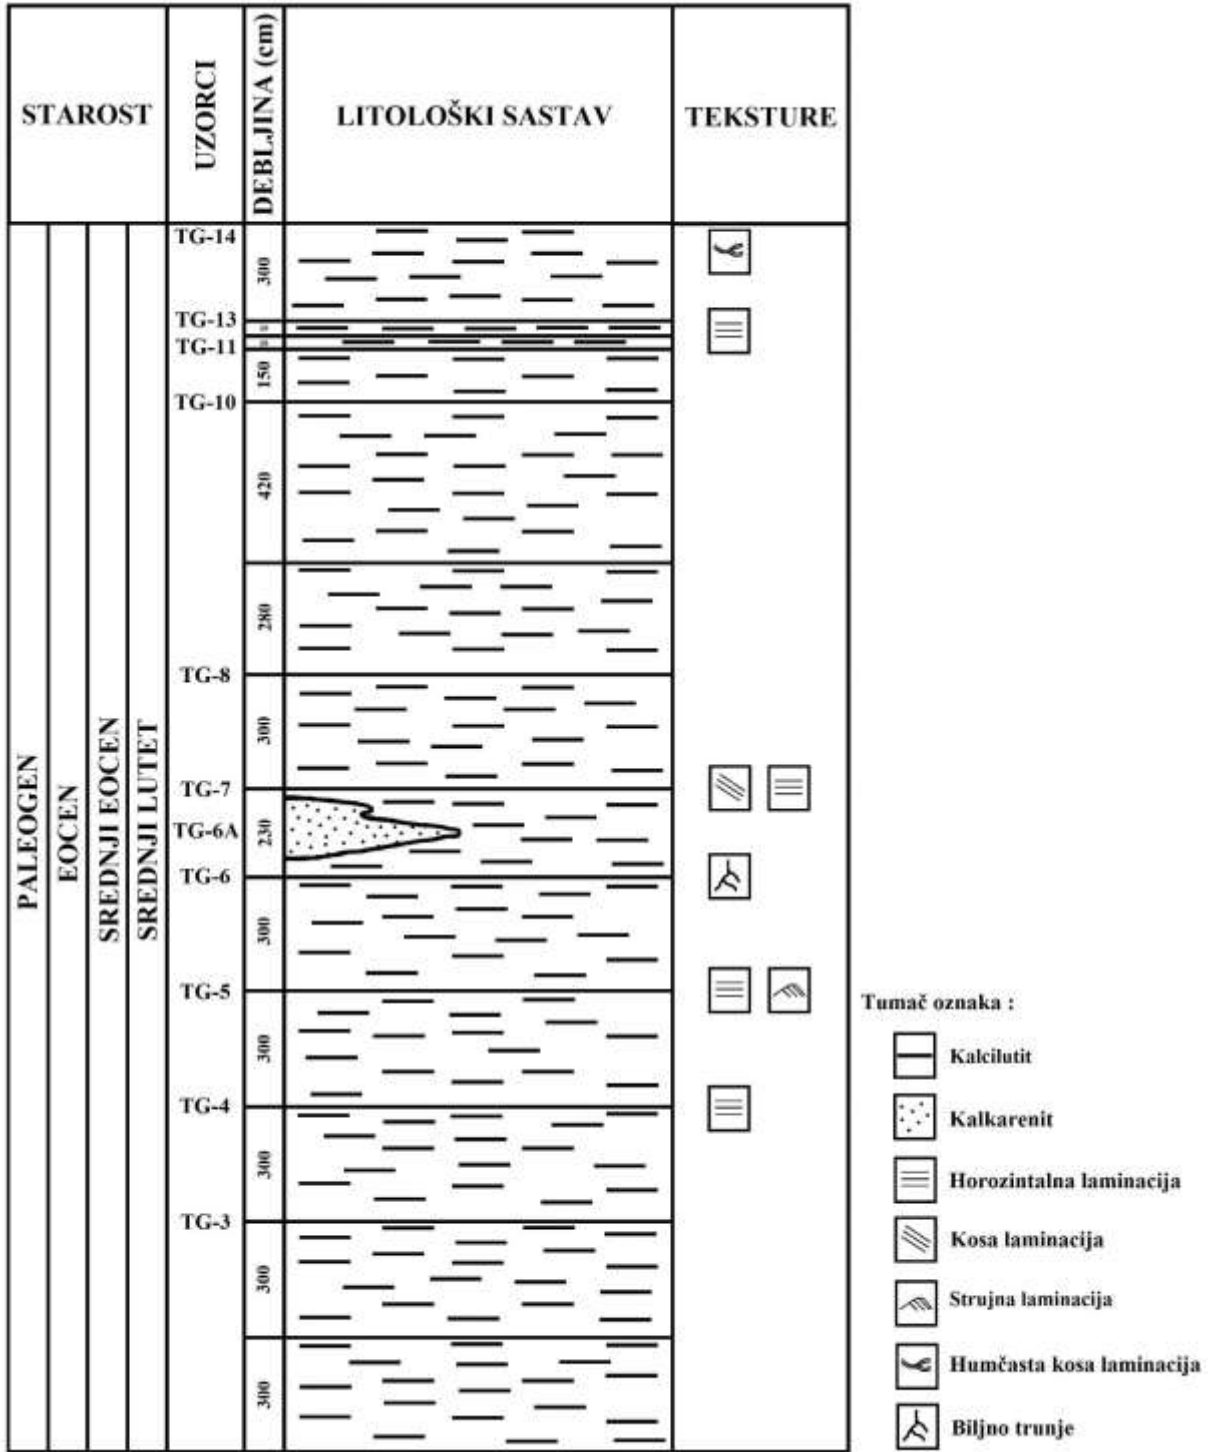 STAROST
UZORCI
DEBLJINA (cm)
LITOLOŠKI SASTAV
TEKSTURE
PALEOGEN
EOCEN
SREDNJI EOCEN
SREDNJI LUTET
TG-14
300
TG-13
TG-11
150
TG-10
420
280
TG-8
300
TG-7
TG-6A
230
TG-6
300
TG-5
300
TG-4
300
TG-3
300
300
Tumač oznaka :
Kalcilutit
Kalkarenit
Horozintalna laminacija
Kosa laminacija
Strujna laminacija
Humčasta kosa laminacija
Biljno trunje